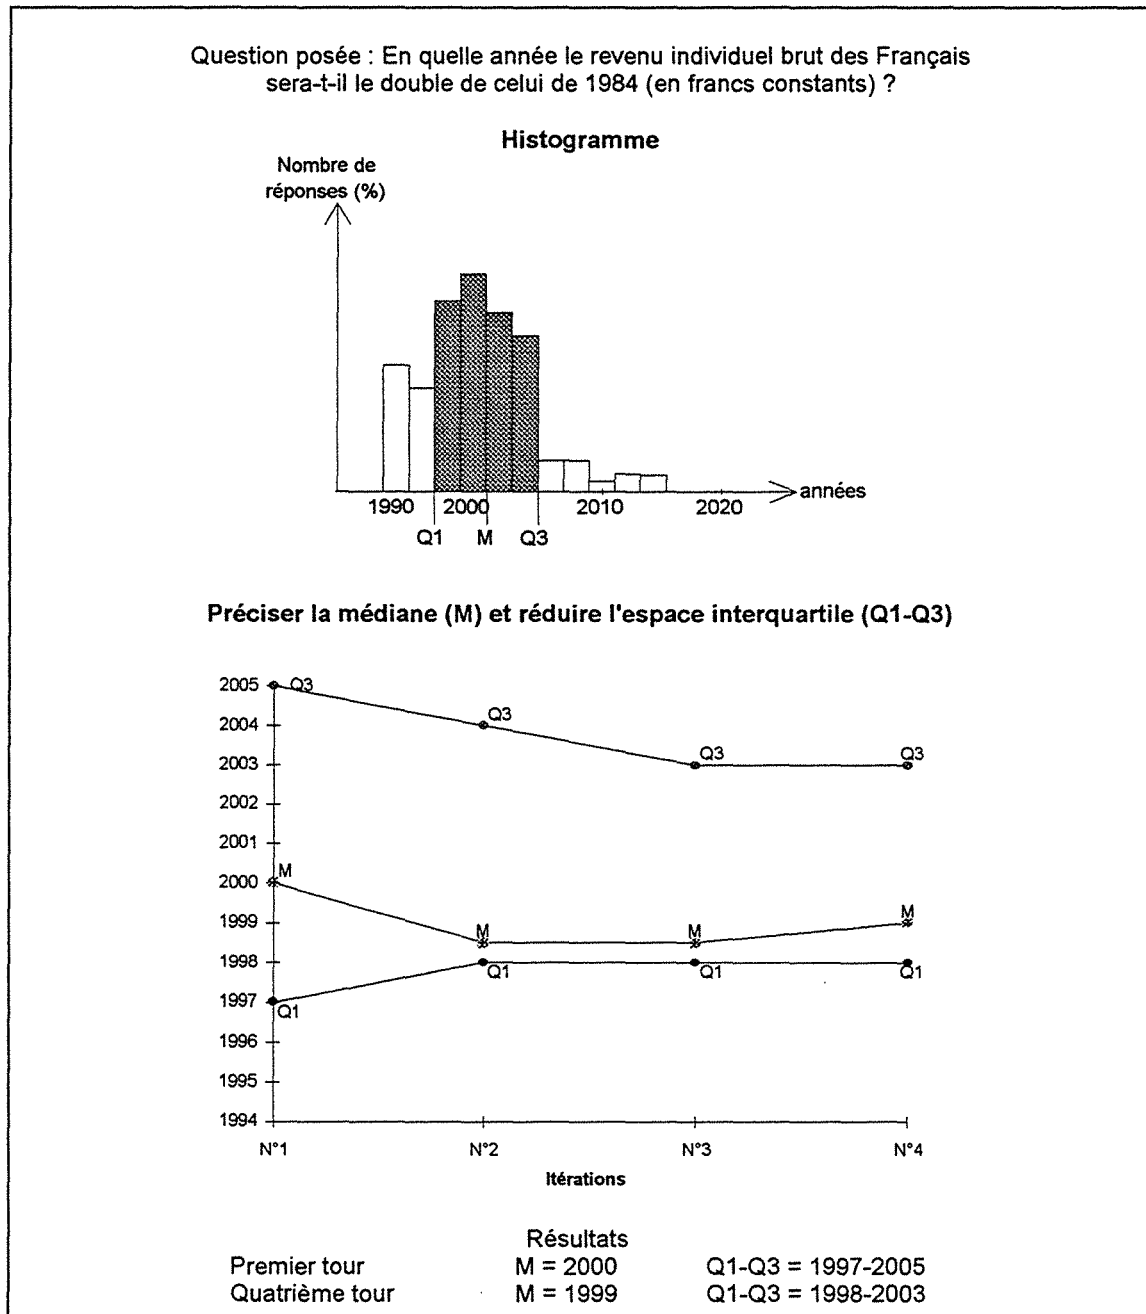 Question posée : En quelle année le revenu individuel brut des Français
sera-t-il le double de celui de 1984 (en francs constants) ?
Histogramme
Nombre de
réponses (%)
années
1990 2000 2010 2020
Q1 M Q3
Préciser la médiane (M) et réduire l'espace interquartile (Q1-Q3)
2005 Q3
2004 Q3
2003 Q3 Q3
2002
2001
2000 M
1999 M M M
1998 Q1 Q1 Q1
1997 Q1
1996
1995
1994
N°1 N°2 N°3 N°4
Itérations
Résultats
Premier tour M = 2000 Q1-Q3 = 1997-2005
Quatrième tour M = 1999 Q1-Q3 = 1998-2003